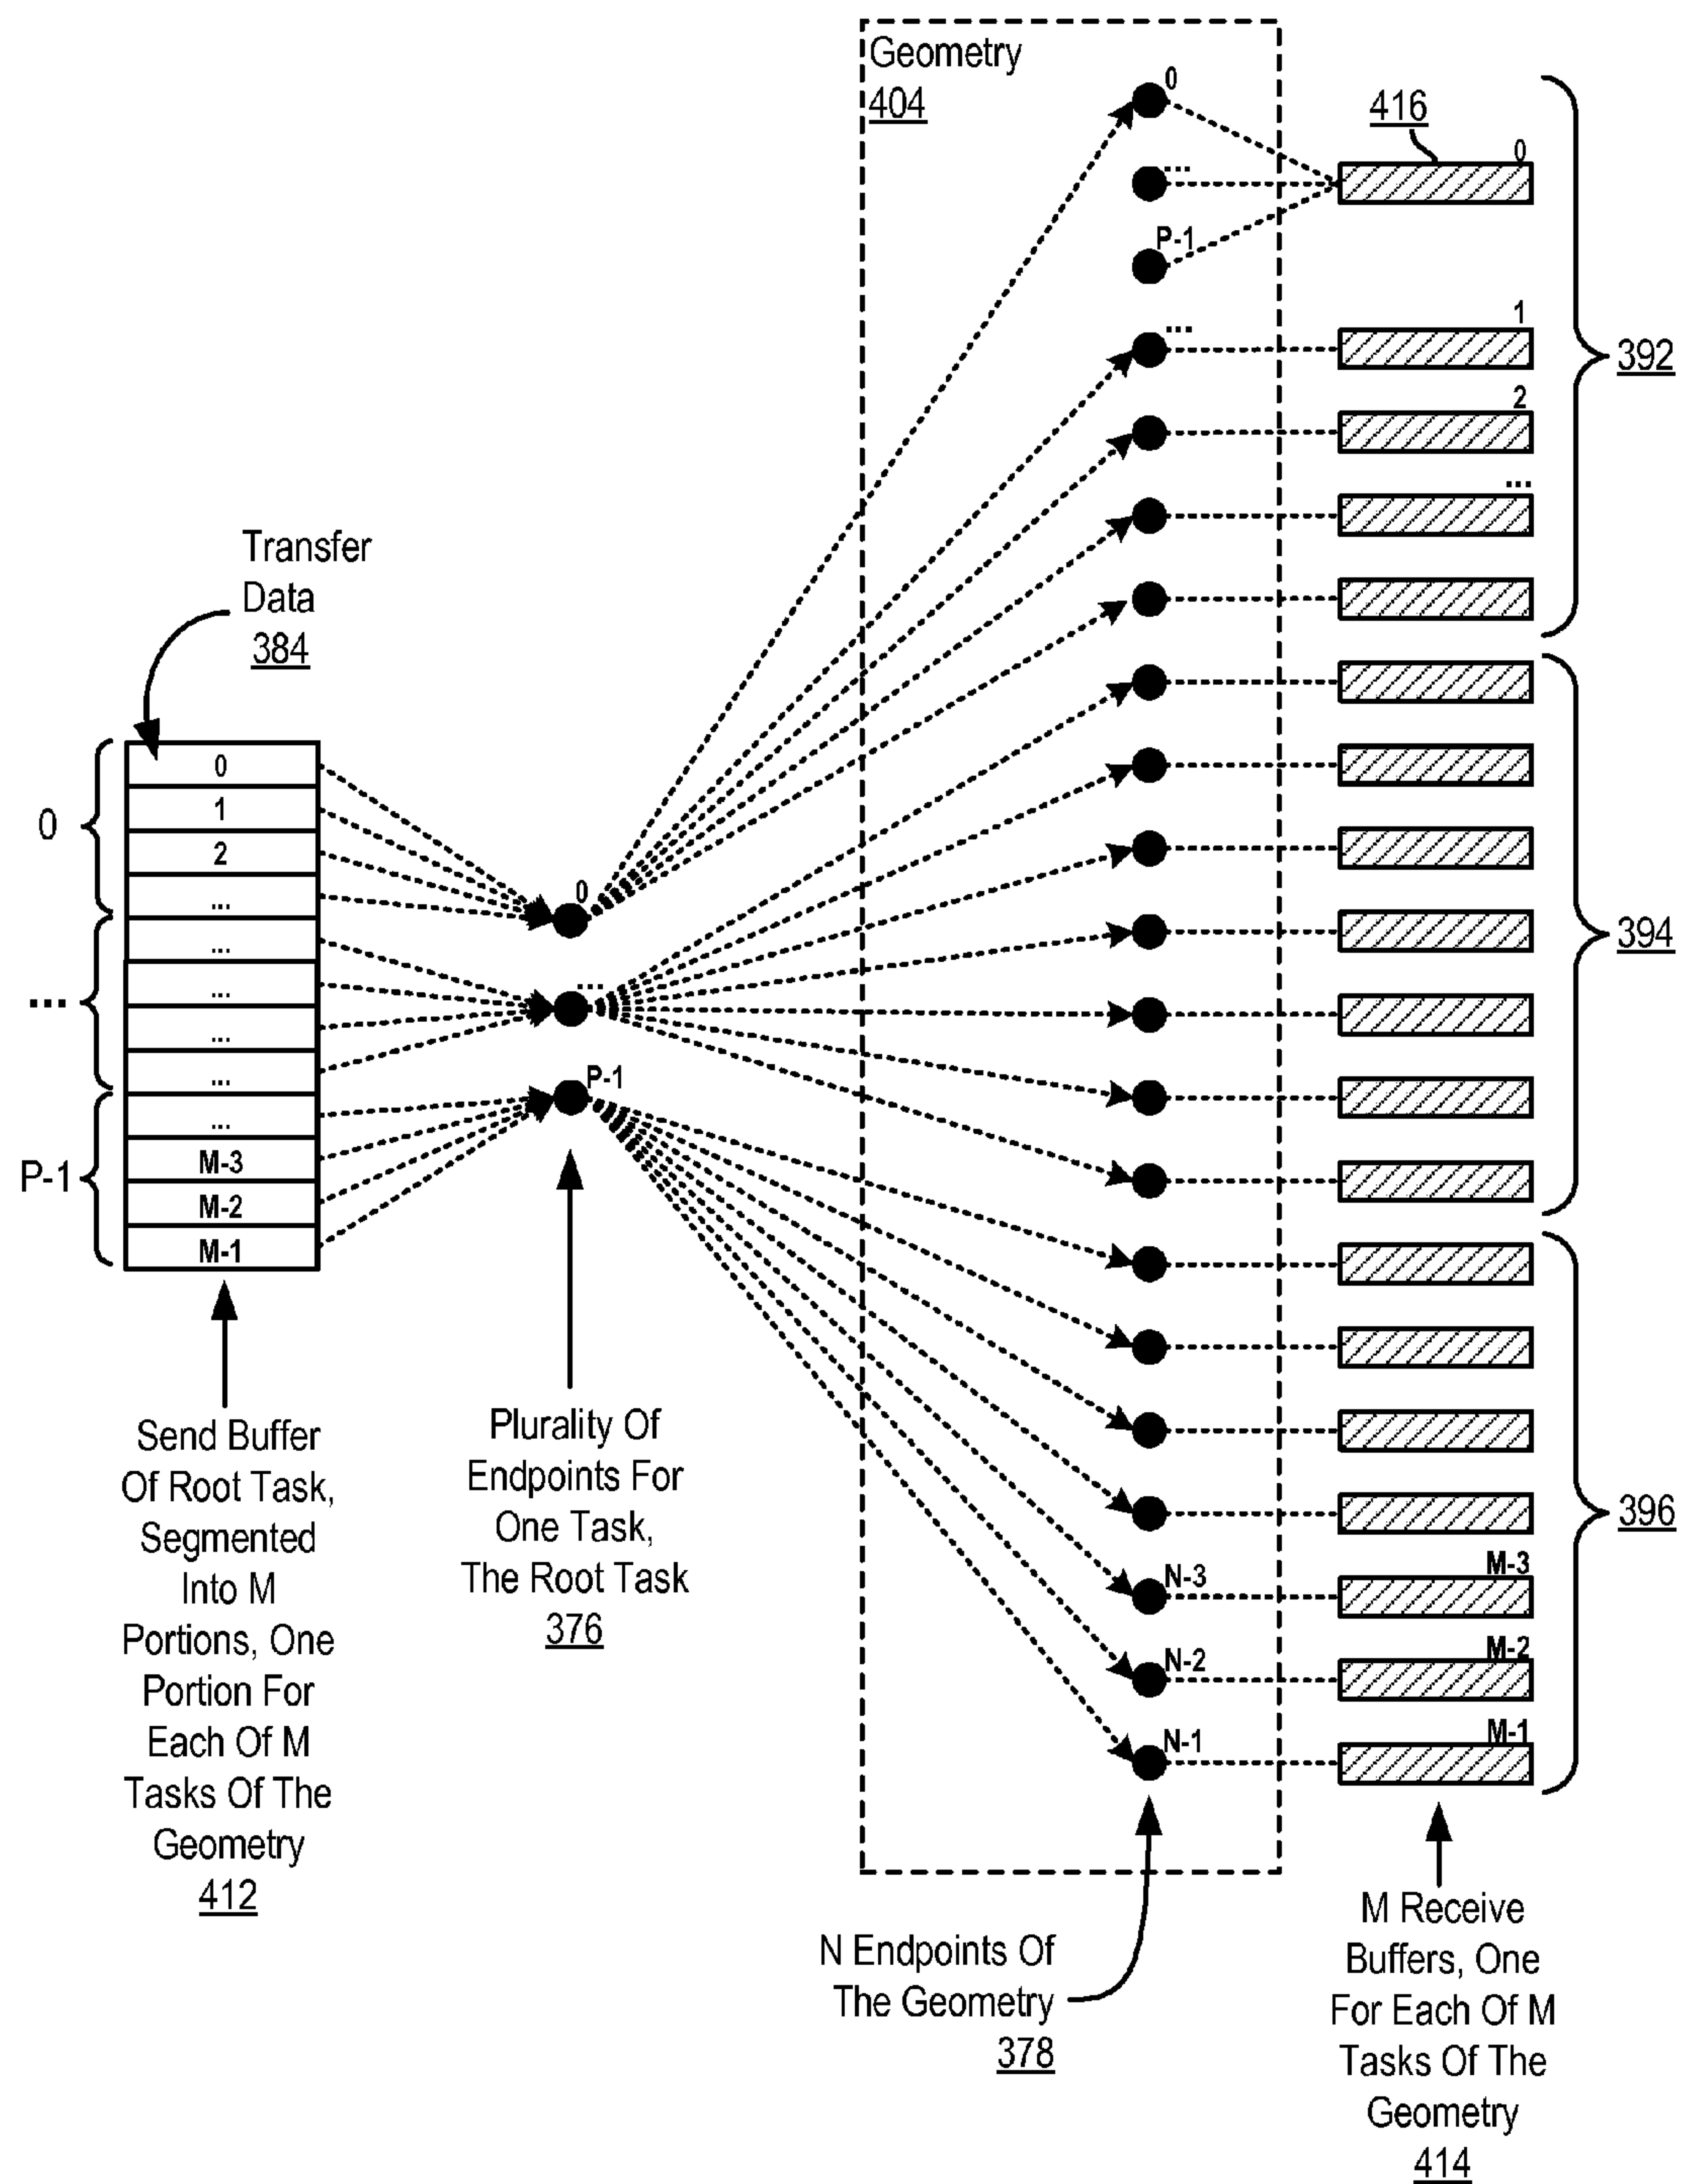 Geometry
404
0
...
P-1
...
416
0
1
2
...
392
Transfer
Data
384
0
1
2
...
...
...
...
...
...
M-3
M-2
M-1
0
...
P-1
0
...
P-1
394
396
N-3
N-2
N-1
M-3
M-2
M-1
Send Buffer
Of Root Task,
Segmented
Into M
Portions, One
Portion For
Each Of M
Tasks Of The
Geometry
412
Plurality Of
Endpoints For
One Task,
The Root Task
376
N Endpoints Of
The Geometry
378
M Receive
Buffers, One
For Each Of M
Tasks Of The
Geometry
414